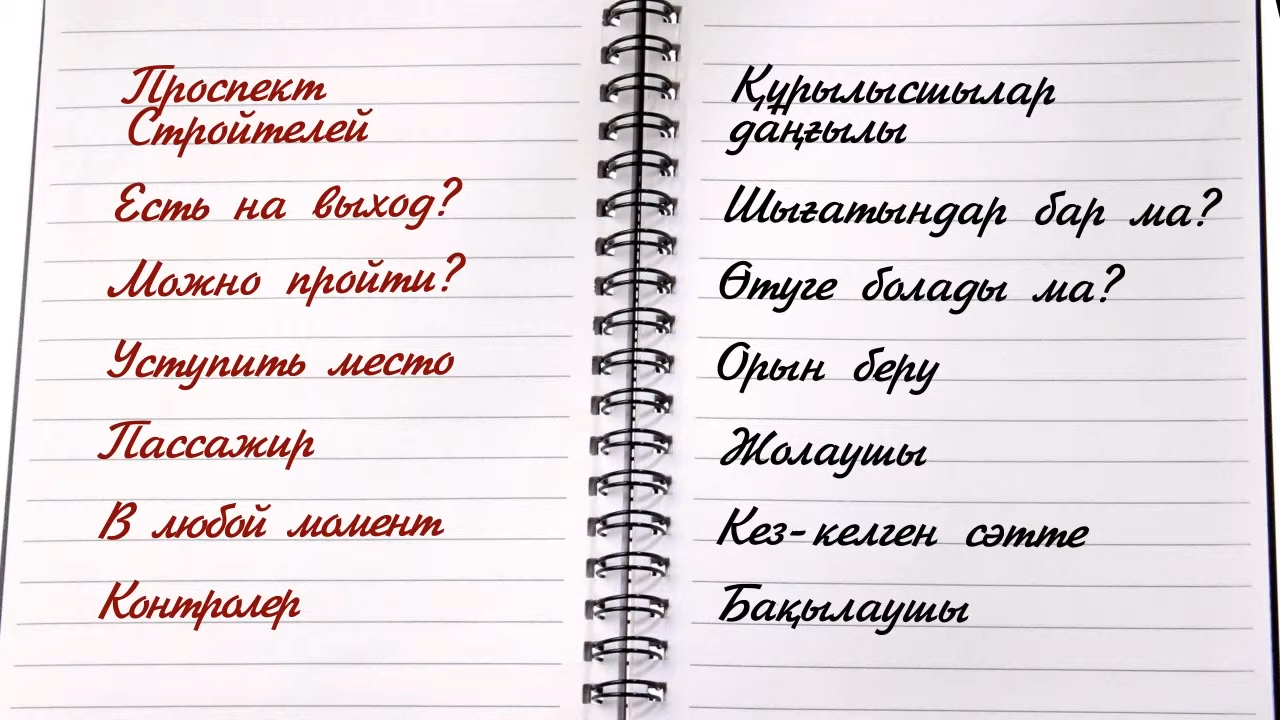 Проспект
Стройтелей
Есть на выход?
Можно пройти?
Уступить место
Пассажир
В любой момент
Контролер
Құрылысшылар
даңғылы
Шығатындар бар ма?
Өтуге болады ма?
Орын беру
Жолаушы
Кез-келген сәтте
Бақылаушы